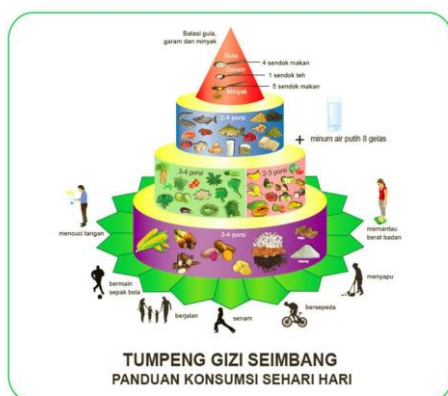 Batasi gula,
garam dan minyak
Gula
4 sendok makan
Garam
1 sendok teh
5 sendok makan
Minyak
2-4 porsi
+ minum air putih 8 gelas
3-4 porsi
2-3 porsi
3-4 porsi
mencuci tangan
memantau
berat badan
bermain
sepak bola
menyapu
berjalan
senam
bersepeda
TUMPENG GIZI SEIMBANG
PANDUAN KONSUMSI SEHARI HARI